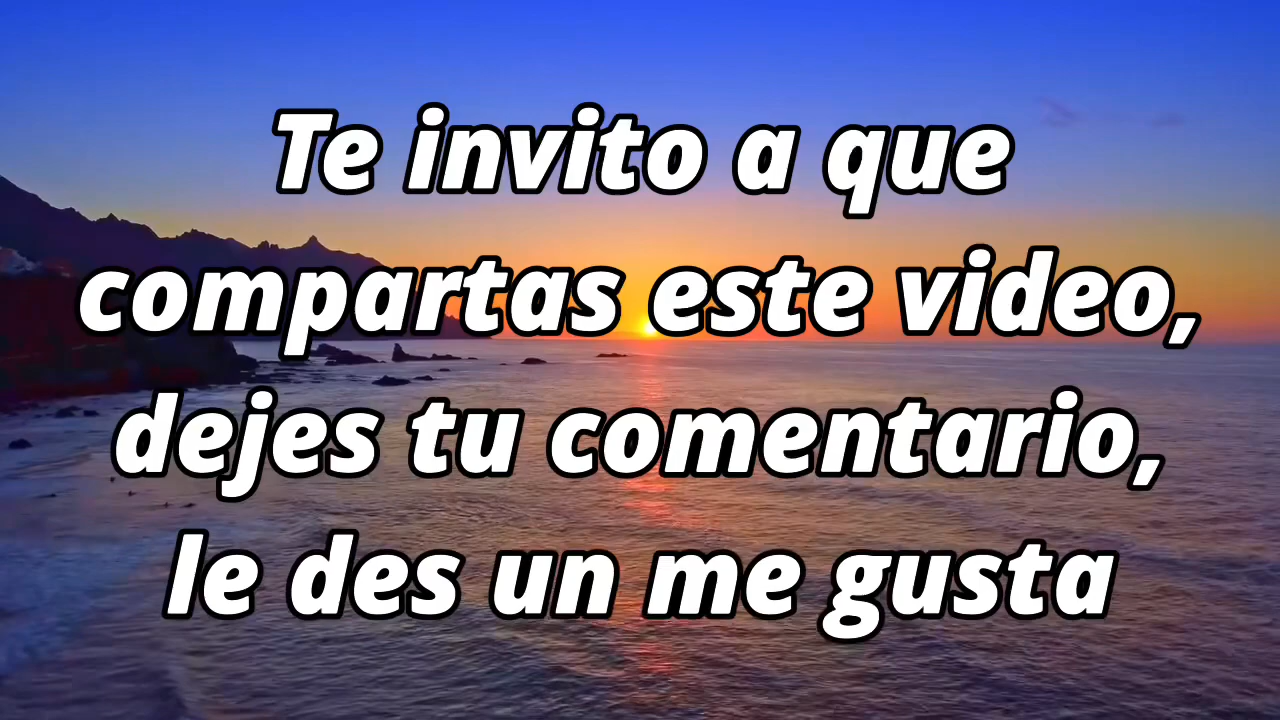 Te invito a que
compartas este video,
dejes tu comentario,
le des un me gusta